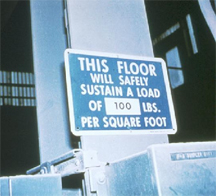 THIS FLOOR
WILL SAFELY
SUSTAIN A LOAD
OF 100 LBS.
PER SQUARE FOOT